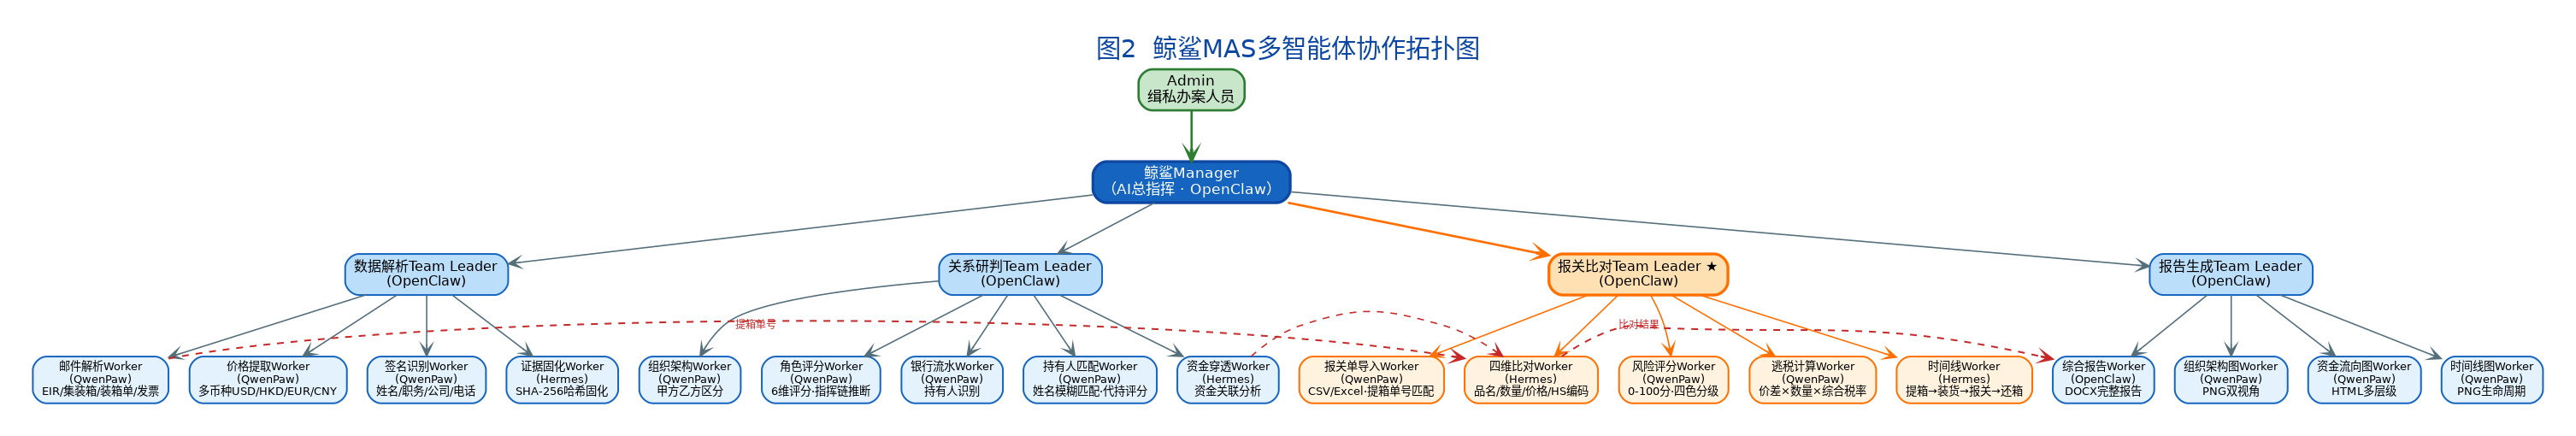 图2 鲸鲨MAS多智能体协作拓扑图
Admin
缉私办案人员
鲸鲨Manager
（AI总指挥 · OpenClaw）
数据解析Team Leader
(OpenClaw)
关系研判Team Leader
(OpenClaw)
报关比对Team Leader ★
(OpenClaw)
报告生成Team Leader
(OpenClaw)
提箱单号
比对结果
邮件解析Worker
(QwenPaw)
EIR/集装箱/装箱单/发票
价格提取Worker
(QwenPaw)
多币种USD/HKD/EUR/CNY
签名识别Worker
(QwenPaw)
姓名/职务/公司/电话
证据固化Worker
(Hermes)
SHA-256哈希固化
组织架构Worker
(QwenPaw)
甲方乙方区分
角色评分Worker
(QwenPaw)
6维评分·指挥链推断
银行流水Worker
(QwenPaw)
持有人识别
持有人匹配Worker
(QwenPaw)
姓名模糊匹配·代持评分
资金穿透Worker
(Hermes)
资金关联分析
报关单导入Worker
(QwenPaw)
CSV/Excel·提箱单号匹配
四维比对Worker
(Hermes)
品名/数量/价格/HS编码
风险评分Worker
(QwenPaw)
0-100分·四色分级
逃税计算Worker
(QwenPaw)
价差×数量×综合税率
时间线Worker
(Hermes)
提箱→装货→报关→还箱
综合报告Worker
(OpenClaw)
DOCX完整报告
组织架构图Worker
(QwenPaw)
PNG双视角
资金流向图Worker
(QwenPaw)
HTML多层级
时间线图Worker
(QwenPaw)
PNG生命周期